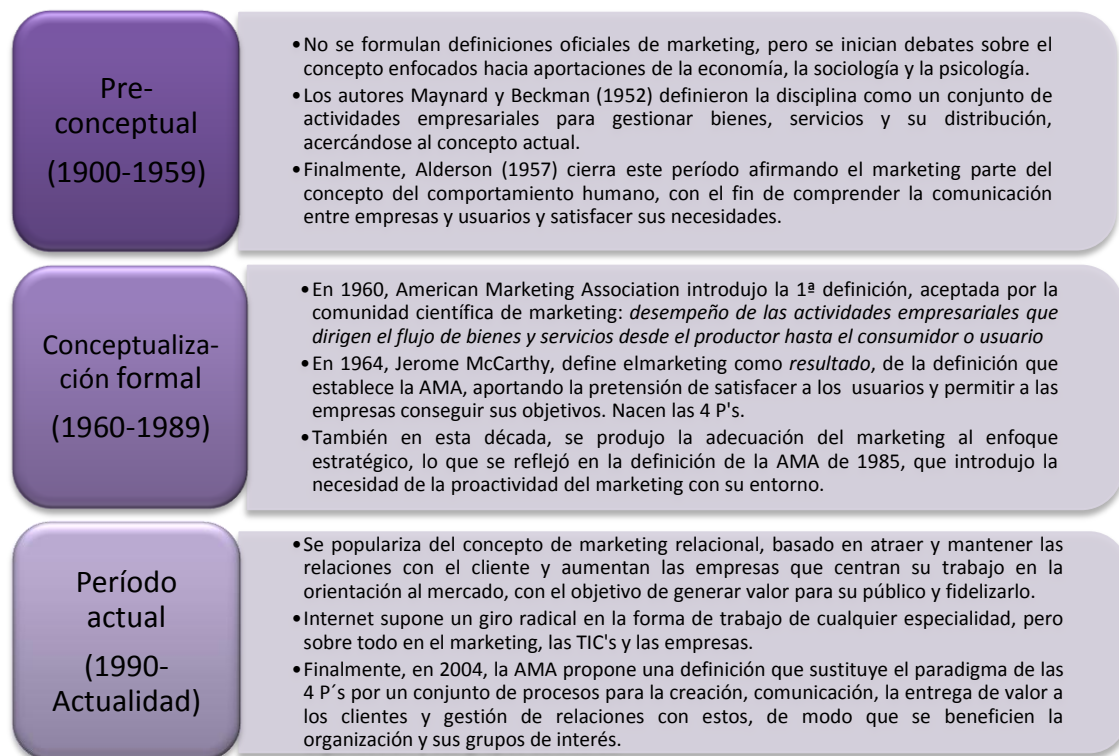 Pre-
conceptual
(1900-1959)
•No se formulan definiciones oficiales de marketing, pero se inician debates sobre el
concepto enfocados hacia aportaciones de la economía, la sociología y la psicología.
•Los autores Maynard y Beckman (1952) definieron la disciplina como un conjunto de
actividades empresariales para gestionar bienes, servicios y su distribución,
acercándose al concepto actual.
•Finalmente, Alderson (1957) cierra este período afirmando el marketing parte del
concepto del comportamiento humano, con el fin de comprender la comunicación
entre empresas y usuarios y satisfacer sus necesidades.
Conceptualiza-
ción formal
(1960-1989)
•En 1960, American Marketing Association introdujo la 1ª definición, aceptada por la
comunidad científica de marketing: desempeño de las actividades empresariales que
dirigen el flujo de bienes y servicios desde el productor hasta el consumidor o usuario
•En 1964, Jerome McCarthy, define elmarketing como resultado, de la definición que
establece la AMA, aportando la pretensión de satisfacer a los usuarios y permitir a las
empresas conseguir sus objetivos. Nacen las 4 P's.
•También en esta década, se produjo la adecuación del marketing al enfoque
estratégico, lo que se reflejó en la definición de la AMA de 1985, que introdujo la
necesidad de la proactividad del marketing con su entorno.
Período
actual
(1990-
Actualidad)
•Se populariza del concepto de marketing relacional, basado en atraer y mantener las
relaciones con el cliente y aumentan las empresas que centran su trabajo en la
orientación al mercado, con el objetivo de generar valor para su público y fidelizarlo.
•Internet supone un giro radical en la forma de trabajo de cualquier especialidad, pero
sobre todo en el marketing, las TIC's y las empresas.
•Finalmente, en 2004, la AMA propone una definición que sustituye el paradigma de las
4 P´s por un conjunto de procesos para la creación, comunicación, la entrega de valor a
los clientes y gestión de relaciones con estos, de modo que se beneficien la
organización y sus grupos de interés.